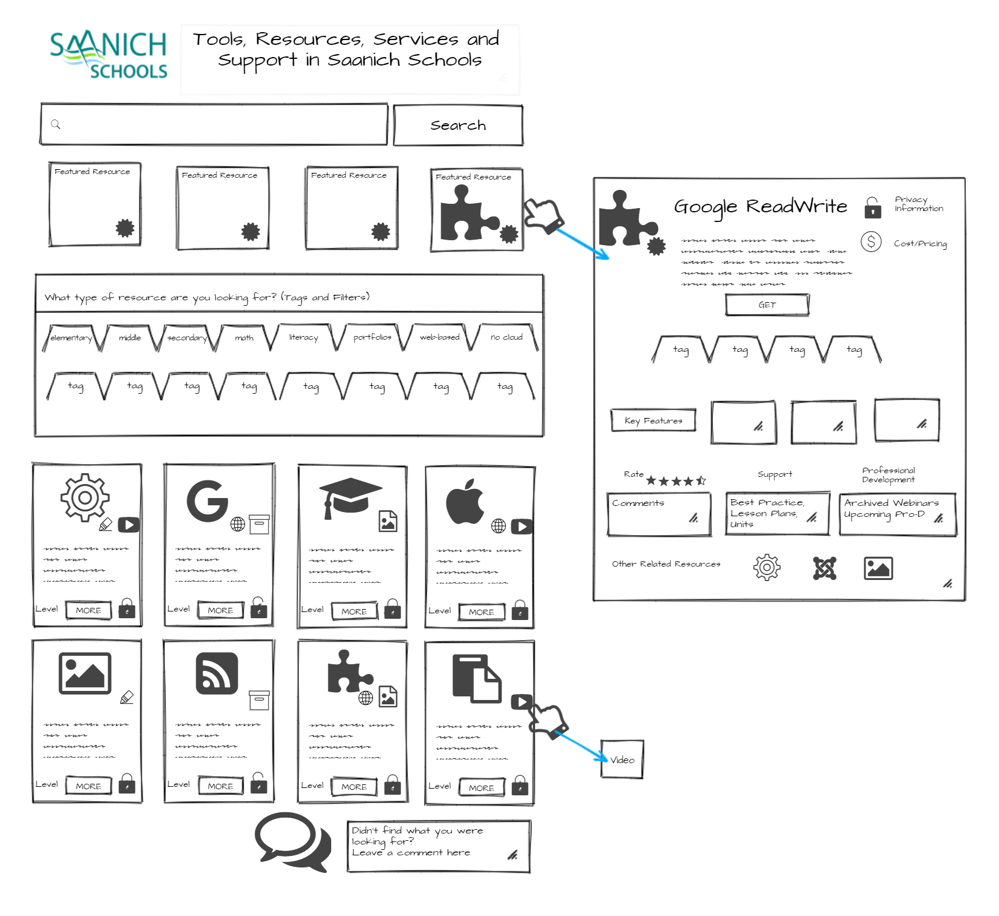 SAANICH
SCHOOLS
Tools, Resources, Services and
Support in Saanich Schools
Search
Featured Resource
Featured Resource
Featured Resource
Featured Resource
What type of resource are you looking for? (Tags and Filters)
elementary middle secondary math literacy portfolios web-based no cloud
tag tag tag tag tag tag tag tag
Level MORE
Level MORE
Level MORE
Level MORE
Level MORE
Level MORE
Level MORE
Level MORE
Didn't find what you were
looking for?
Leave a comment here
Google ReadWrite
Privacy
Information
Cost/Pricing
GET
tag tag tag tag
Key Features
Rate
Support
Professional
Development
Comments
Best Practice,
Lesson Plans,
Units
Archived Webinars
Upcoming Pro-D
Other Related Resources
Video